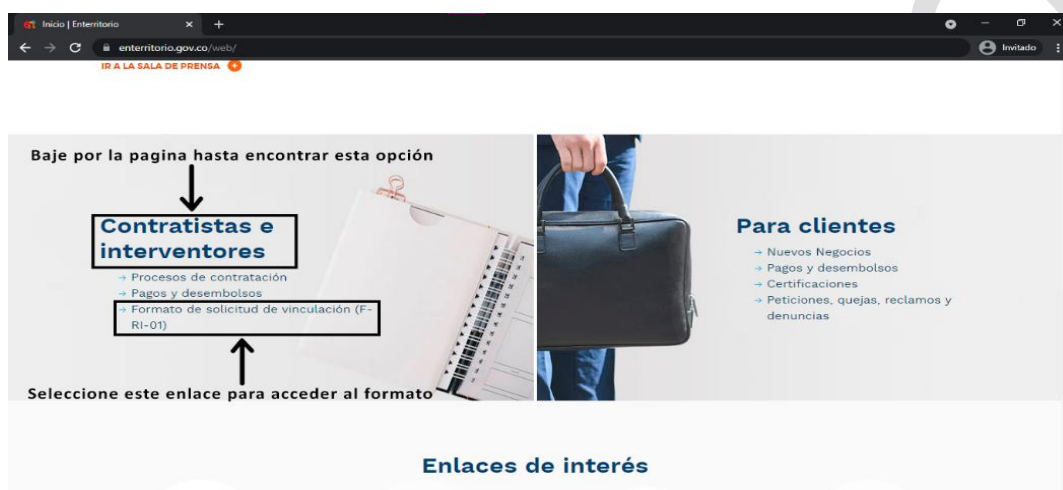 Inicio | Enterritorio
enterritorio.gov.co/web/
Invitado
IR A LA SALA DE PRENSA
Baje por la pagina hasta encontrar esta opción
Contratistas e
interventores
→ Procesos de contratación
→ Pagos y desembolsos
→ Formato de solicitud de vinculación (F-
RI-01)
Seleccione este enlace para acceder al formato
Para clientes
→ Nuevos Negocios
→ Pagos y desembolsos
→ Certificaciones
→ Peticiones, quejas, reclamos y
denuncias
Enlaces de interés